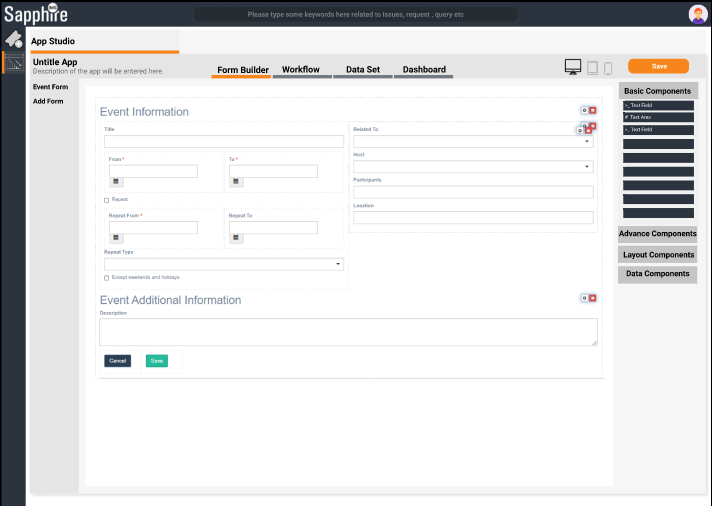 Sapphire
Please type some keywords here related to issues, request , query etc
App Studio
Untitle App
Description of the app will be entered here.
Form Builder
Workflow
Data Set
Dashboard
Save
Event Form
Add Form
Event Information
Title
From *
To *
Repeat
Repeat From *
Repeat To
Repeat Type
Except weekends and holidays.
Related To
Host
Participants
Location
Event Additional Information
Description
Cancel
Save
Basic Components
>_ Text Field
# Text Area
>_ Text Field
Advance Components
Layout Components
Data Components